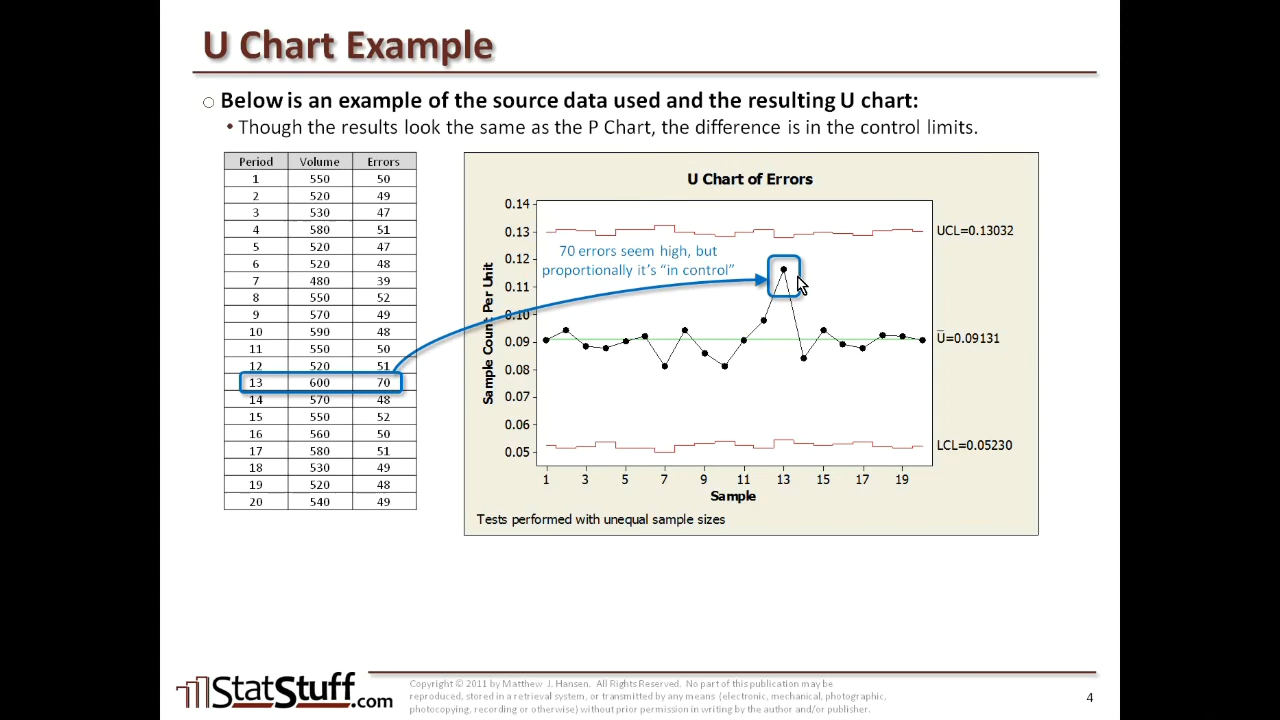 U Chart Example
Below is an example of the source data used and the resulting U chart:
• Though the results look the same as the P Chart, the difference is in the control limits.
Period Volume Errors
1 550 50
2 520 49
3 530 47
4 580 51
5 520 47
6 520 48
7 480 39
8 550 52
9 570 49
10 590 48
11 550 50
12 520 51
13 600 70
14 570 48
15 550 52
16 560 50
17 580 51
18 530 49
19 520 48
20 540 49
U Chart of Errors
Sample Count Per Unit
0.14
0.13
0.12
0.11
0.10
0.09
0.08
0.07
0.06
0.05
70 errors seem high, but
proportionally it's “in control”
UCL=0.13032
U̅=0.09131
LCL=0.05230
1 3 5 7 9 11 13 15 17 19
Sample
Tests performed with unequal sample sizes
StatStuff.com
Copyright © 2011 by Matthew J. Hansen. All Rights Reserved. No part of this publication may be
reproduced, stored in a retrieval system, or transmitted by any means (electronic, mechanical, photographic,
photocopying, recording or otherwise) without prior permission in writing by the author and/or publisher.
4